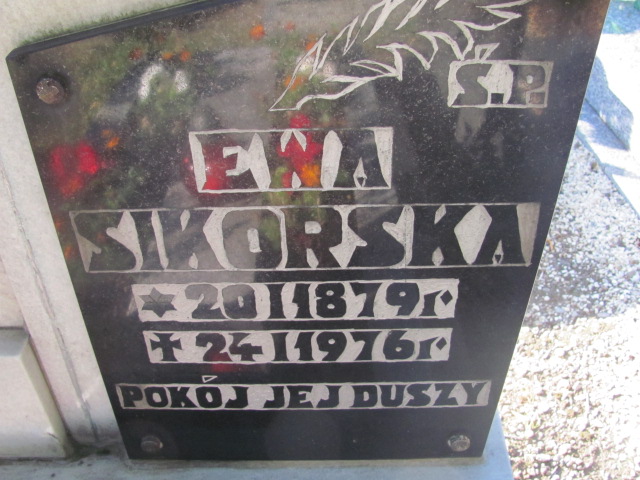 Ś.P.
EWA
SIKORSKA
✶ 20 I 1879 r.
✝ 24 I 1976 r.
POKÓJ JEJ DUSZY